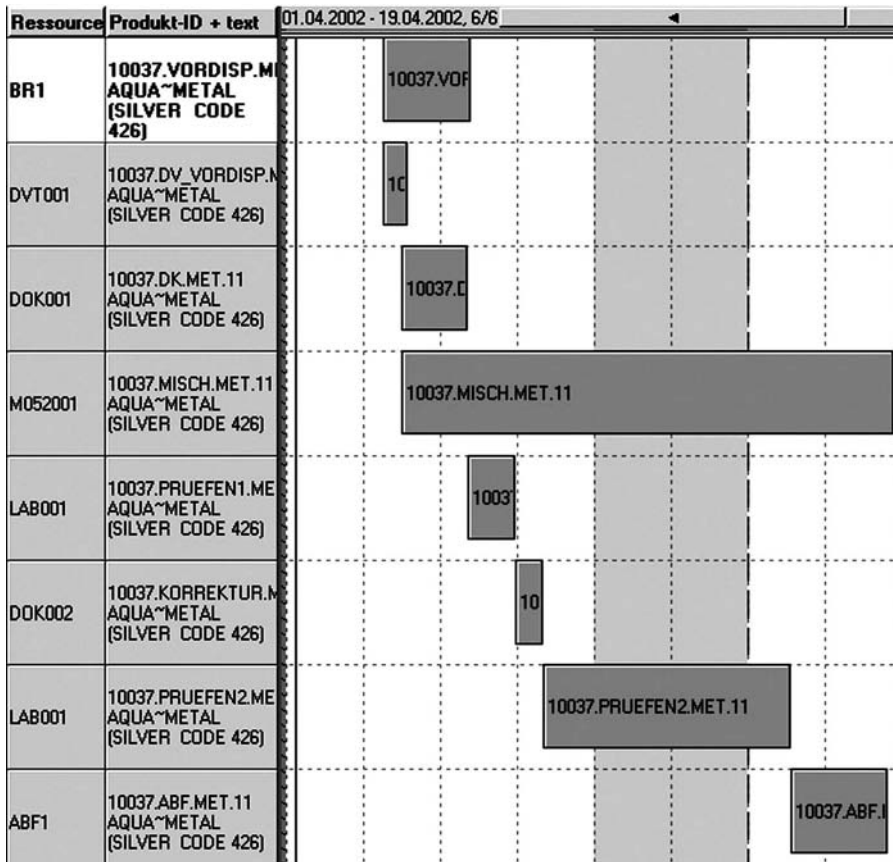 Ressource Produkt-ID + text 01.04.2002 - 19.04.2002, 6/6
BR1
10037.VORDISP.M
AQUA~METAL
(SILVER CODE
426)
10037.VOR
DVT001
10037.DV_VORDISP.M
AQUA~METAL
(SILVER CODE 426)
10
DOK001
10037.DK.MET.11
AQUA~METAL
(SILVER CODE 426)
10037.D
M052001
10037.MISCH.MET.11
AQUA~METAL
(SILVER CODE 426)
10037.MISCH.MET.11
LAB001
10037.PRUEFEN1.ME
AQUA~METAL
(SILVER CODE 426)
10037
DOK002
10037.KORREKTUR.M
AQUA~METAL
(SILVER CODE 426)
10
LAB001
10037.PRUEFEN2.ME
AQUA~METAL
(SILVER CODE 426)
10037.PRUEFEN2.MET.11
ABF1
10037.ABF.MET.11
AQUA~METAL
(SILVER CODE 426)
10037.ABF.